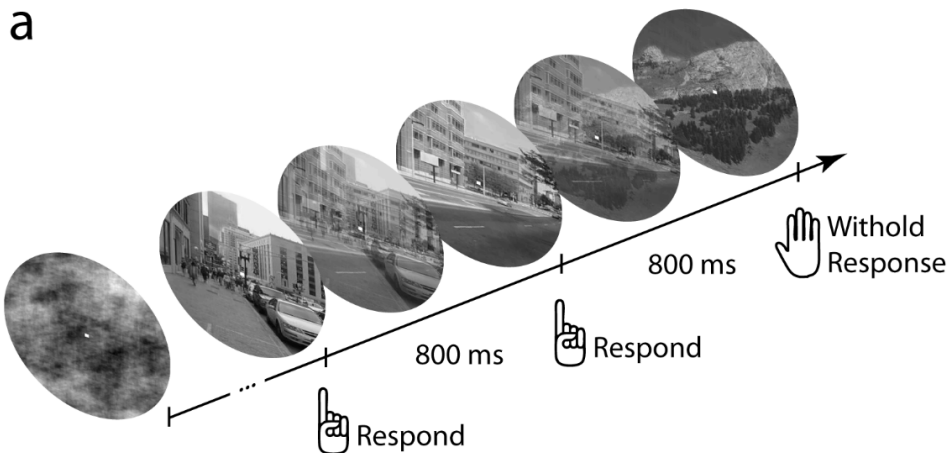 a
...
800 ms
Respond
800 ms
Respond
Withold
Response